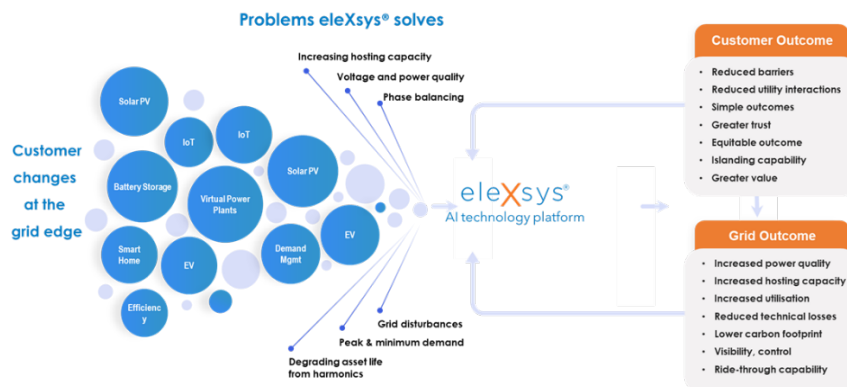 Problems eleXsys® solves
Increasing hosting capacity
Voltage and power quality
Phase balancing
Customer
changes
at the
grid edge
Solar PV
IoT
IoT
Solar PV
Battery Storage
Virtual Power
Plants
Smart
Home
EV
Demand
Mgmt
EV
Efficienc
y
eleXsys®
AI technology platform
Grid disturbances
Peak & minimum demand
Degrading asset life
from harmonics
Customer Outcome
• Reduced barriers
• Reduced utility interactions
• Simple outcomes
• Greater trust
• Equitable outcome
• Islanding capability
• Greater value
Grid Outcome
• Increased power quality
• Increased hosting capacity
• Increased utilisation
• Reduced technical losses
• Lower carbon footprint
• Visibility, control
• Ride-through capability